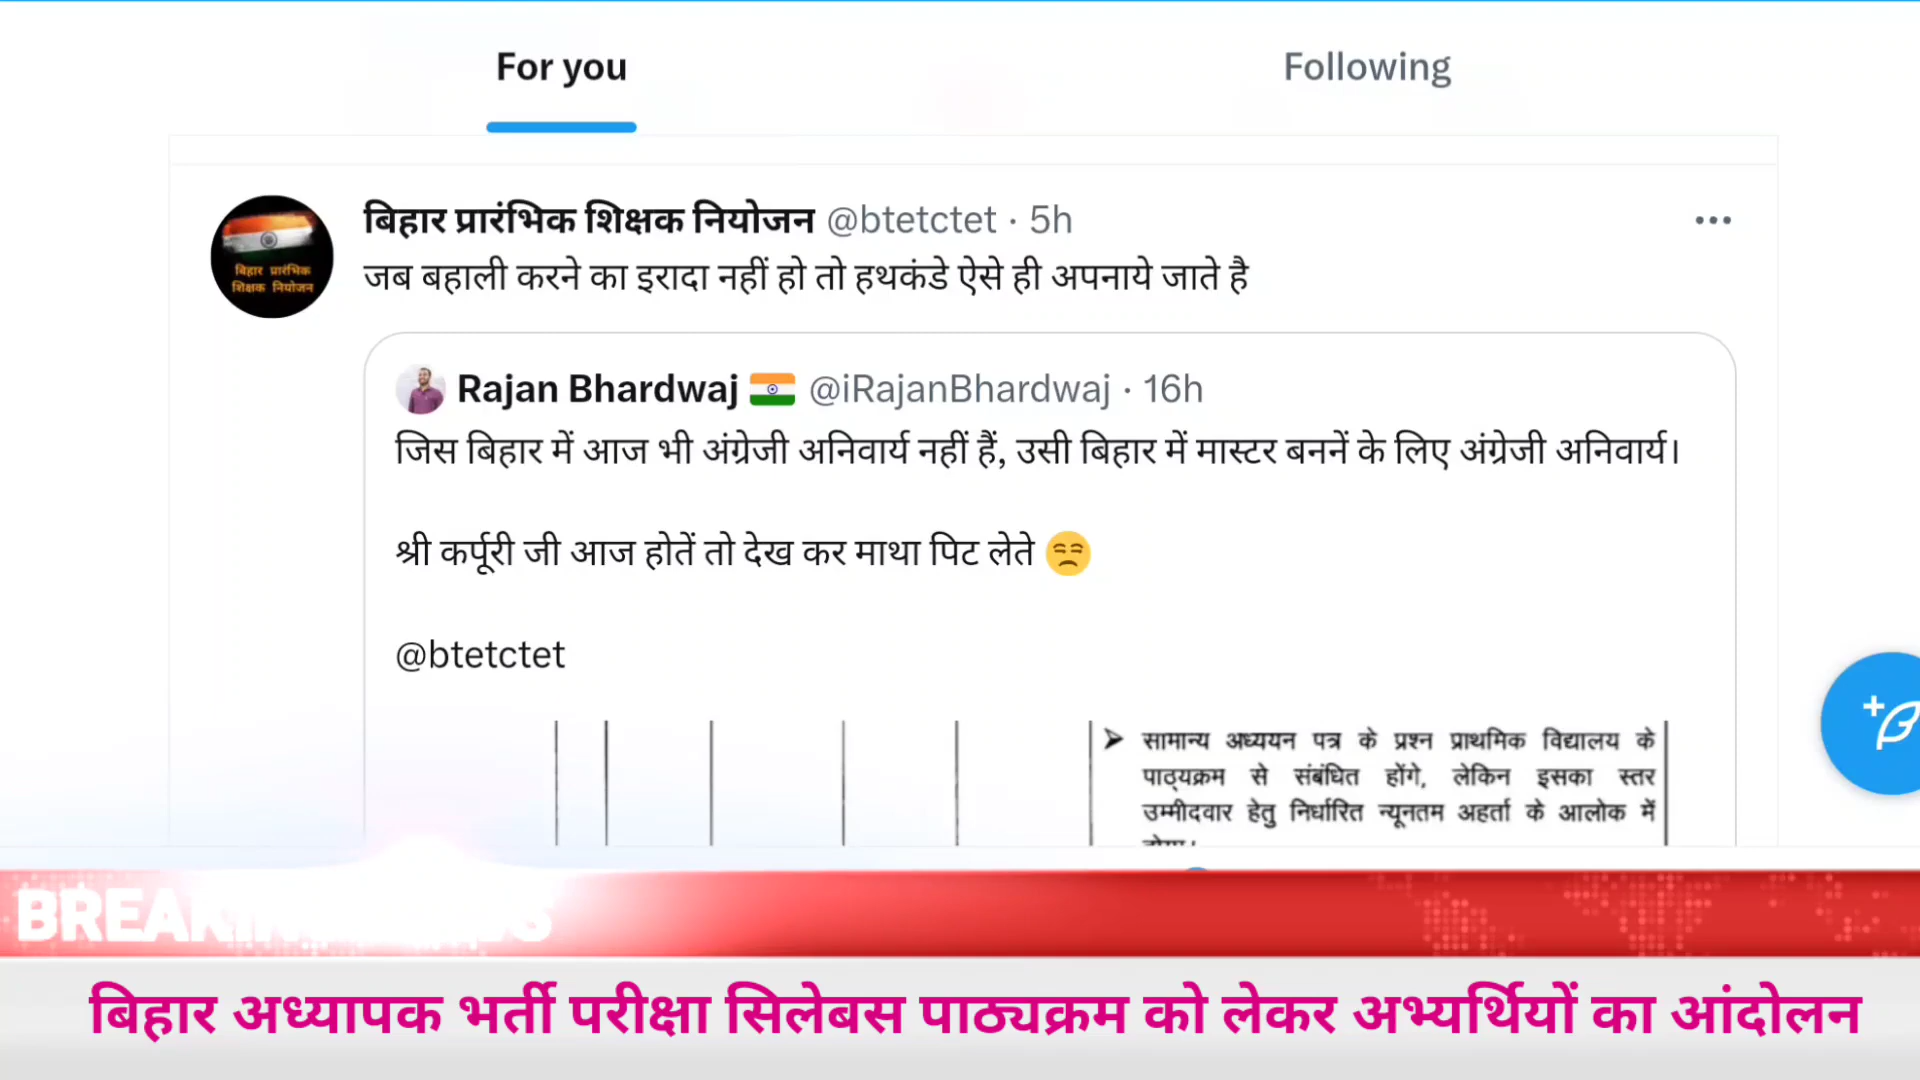 For you
Following
बिहार प्रारंभिक शिक्षक नियोजन @btetctet · 5h
बिहार प्रारंभिक
शिक्षक नियोजन
जब बहाली करने का इरादा नहीं हो तो हथकंडे ऐसे ही अपनाये जाते है
Rajan Bhardwaj @iRajanBhardwaj · 16h
जिस बिहार में आज भी अंग्रेजी अनिवार्य नहीं हैं, उसी बिहार में मास्टर बननें के लिए अंग्रेजी अनिवार्य।
श्री कर्पूरी जी आज होतें तो देख कर माथा पिट लेते 😒
@btetctet
➤ सामान्य अध्ययन पत्र के प्रश्न प्राथमिक विद्यालय के
पाठ्यक्रम से संबंधित होंगे, लेकिन इसका स्तर
उम्मीदवार हेतु निर्धारित न्यूनतम अहर्ता के आलोक में
बिहार अध्यापक भर्ती परीक्षा सिलेबस पाठ्यक्रम को लेकर अभ्यर्थियों का आंदोलन